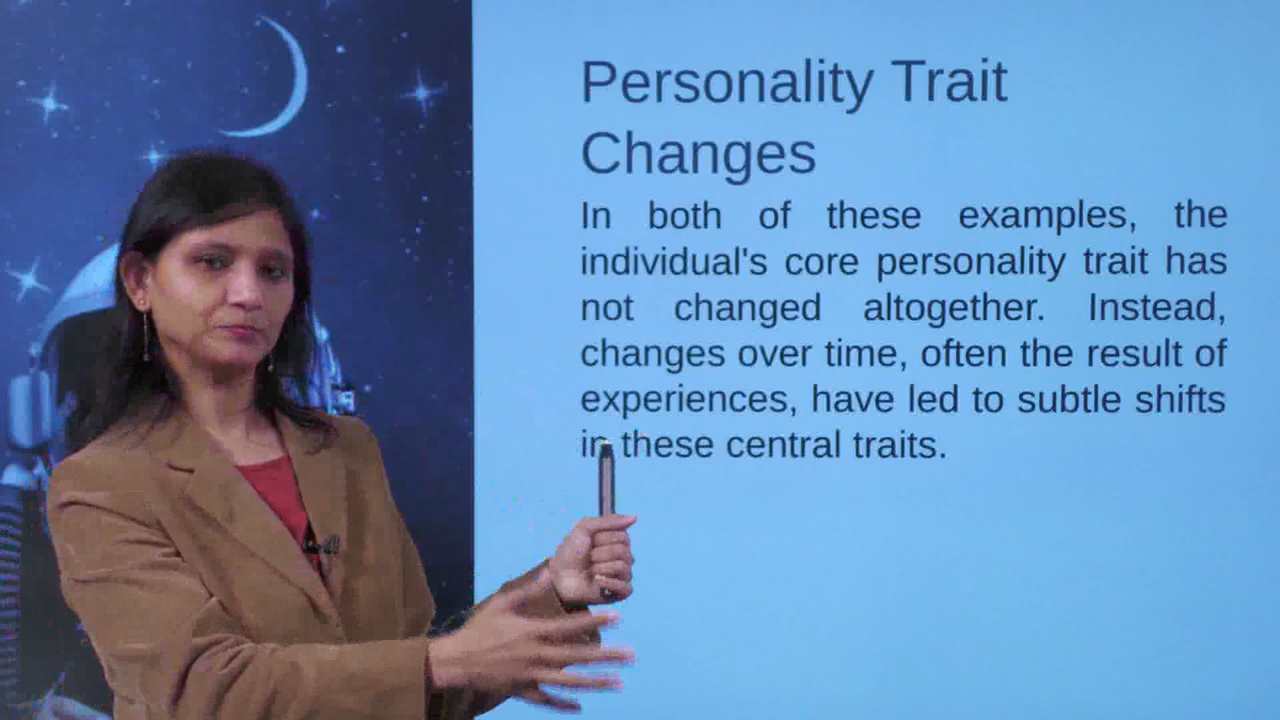 Personality Trait
Changes
In both of these examples, the
individual's core personality trait has
not changed altogether. Instead,
changes over time, often the result of
experiences, have led to subtle shifts
in these central traits.